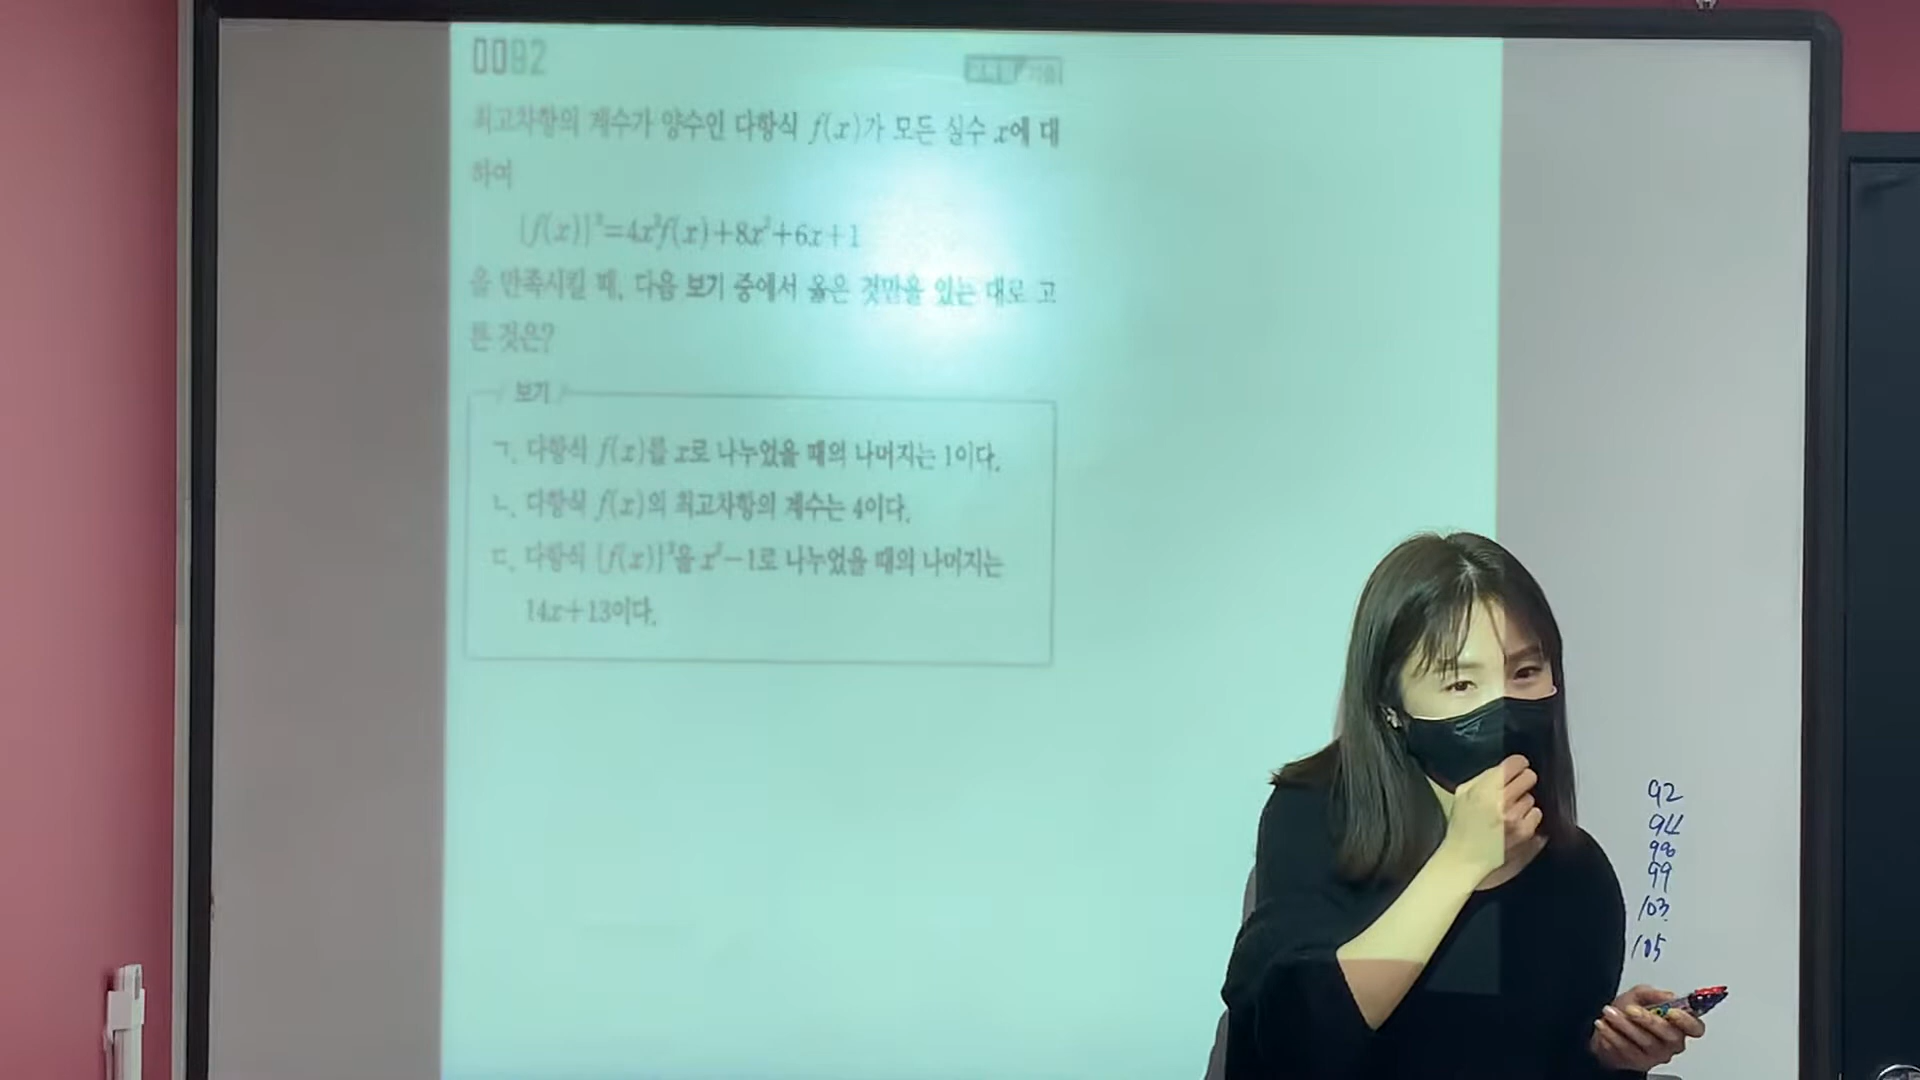 0092
최고차항의 계수가 양수인 다항식 f(x)가 모든 실수 x에 대
하여
{f(x)}³=4x²f(x)+8x²+6x+1
을 만족시킬 때, 다음 보기 중에서 옳은 것만을 있는 대로 고
른 것은?
보기
ㄱ. 다항식 f(x)를 x로 나누었을 때의 나머지는 1이다.
ㄴ. 다항식 f(x)의 최고차항의 계수는 4이다.
ㄷ. 다항식 {f(x)}³을 x²-1로 나누었을 때의 나머지는
14x+13이다.
92
94
99
103
105